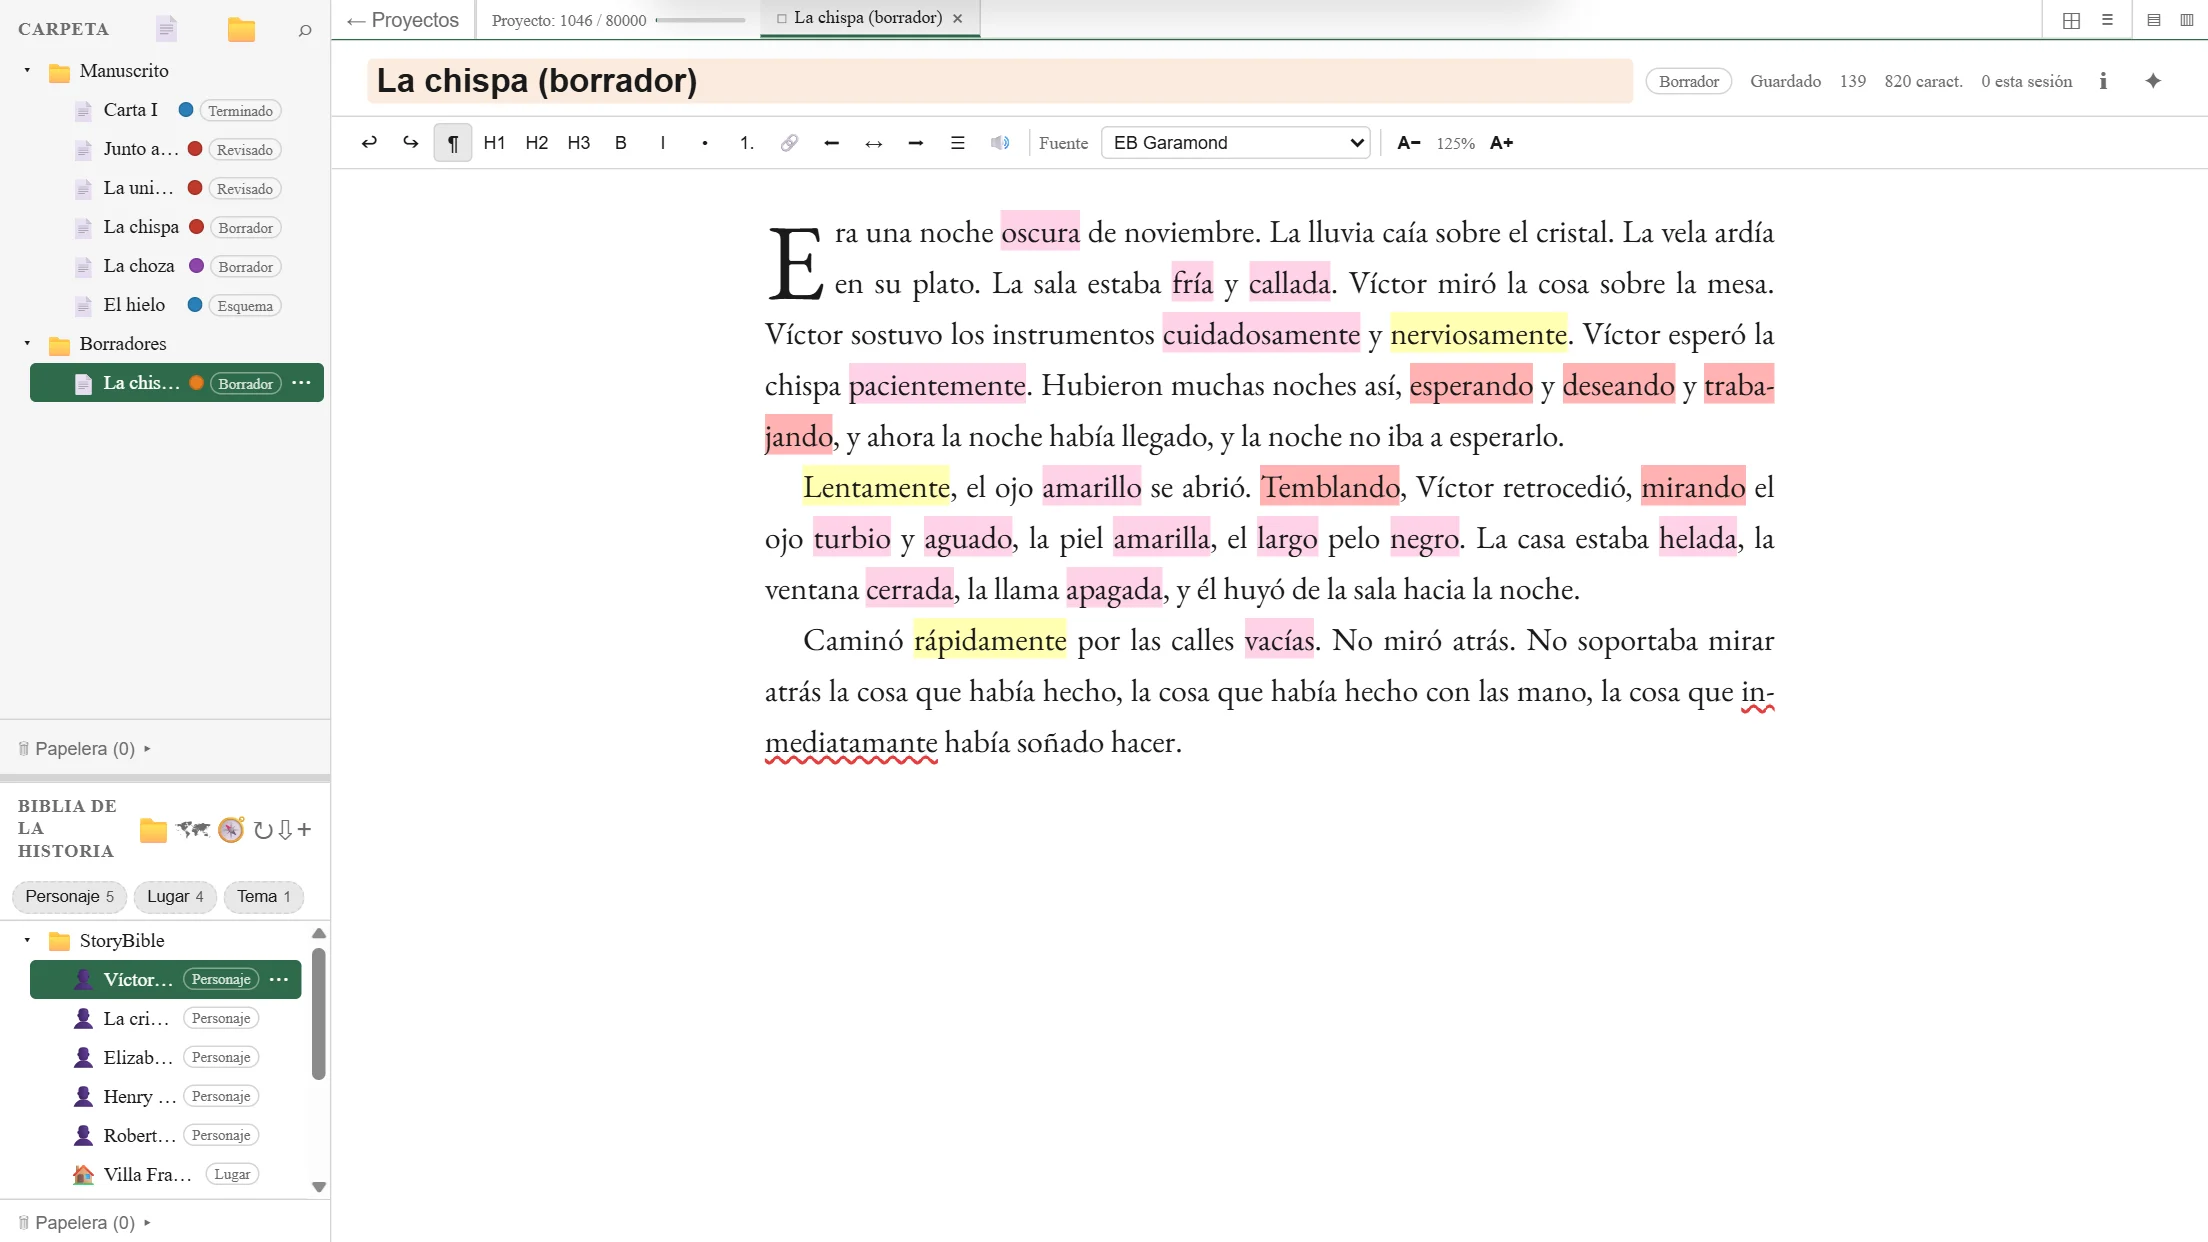 CARPETA
Manuscrito
Carta I Terminado
Junto a... Revisado
La uni... Revisado
La chispa Borrador
La choza Borrador
El hielo Esquema
Borradores
La chis... Borrador ...
Papelera (0)
BIBLIA DE
LA
HISTORIA
Personaje 5 Lugar 4 Tema 1
StoryBible
Víctor... Personaje ...
La cri... Personaje
Elizab... Personaje
Henry ... Personaje
Robert... Personaje
Villa Fra... Lugar
Papelera (0)
← Proyectos Proyecto: 1046 / 80000 La chispa (borrador) ×
La chispa (borrador) Borrador Guardado 139 820 caract. 0 esta sesión
¶ H1 H2 H3 B I • 1. Fuente EB Garamond A- 125% A+
Era una noche oscura de noviembre. La lluvia caía sobre el cristal. La vela ardía
en su plato. La sala estaba fría y callada. Víctor miró la cosa sobre la mesa.
Víctor sostuvo los instrumentos cuidadosamente y nerviosamente. Víctor esperó la
chispa pacientemente. Hubieron muchas noches así, esperando y deseando y traba-
jando, y ahora la noche había llegado, y la noche no iba a esperarlo.
Lentamente, el ojo amarillo se abrió. Temblando, Víctor retrocedió, mirando el
ojo turbio y aguado, la piel amarilla, el largo pelo negro. La casa estaba helada, la
ventana cerrada, la llama apagada, y él huyó de la sala hacia la noche.
Caminó rápidamente por las calles vacías. No miró atrás. No soportaba mirar
atrás la cosa que había hecho, la cosa que había hecho con las mano, la cosa que in-
mediatamante había soñado hacer.